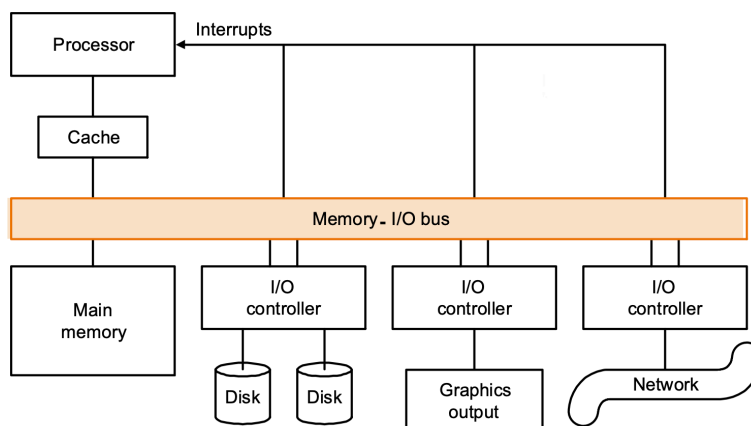 Processor
Interrupts
Cache
Memory- I/O bus
Main
memory
I/O
controller
I/O
controller
I/O
controller
Disk
Disk
Graphics
output
Network